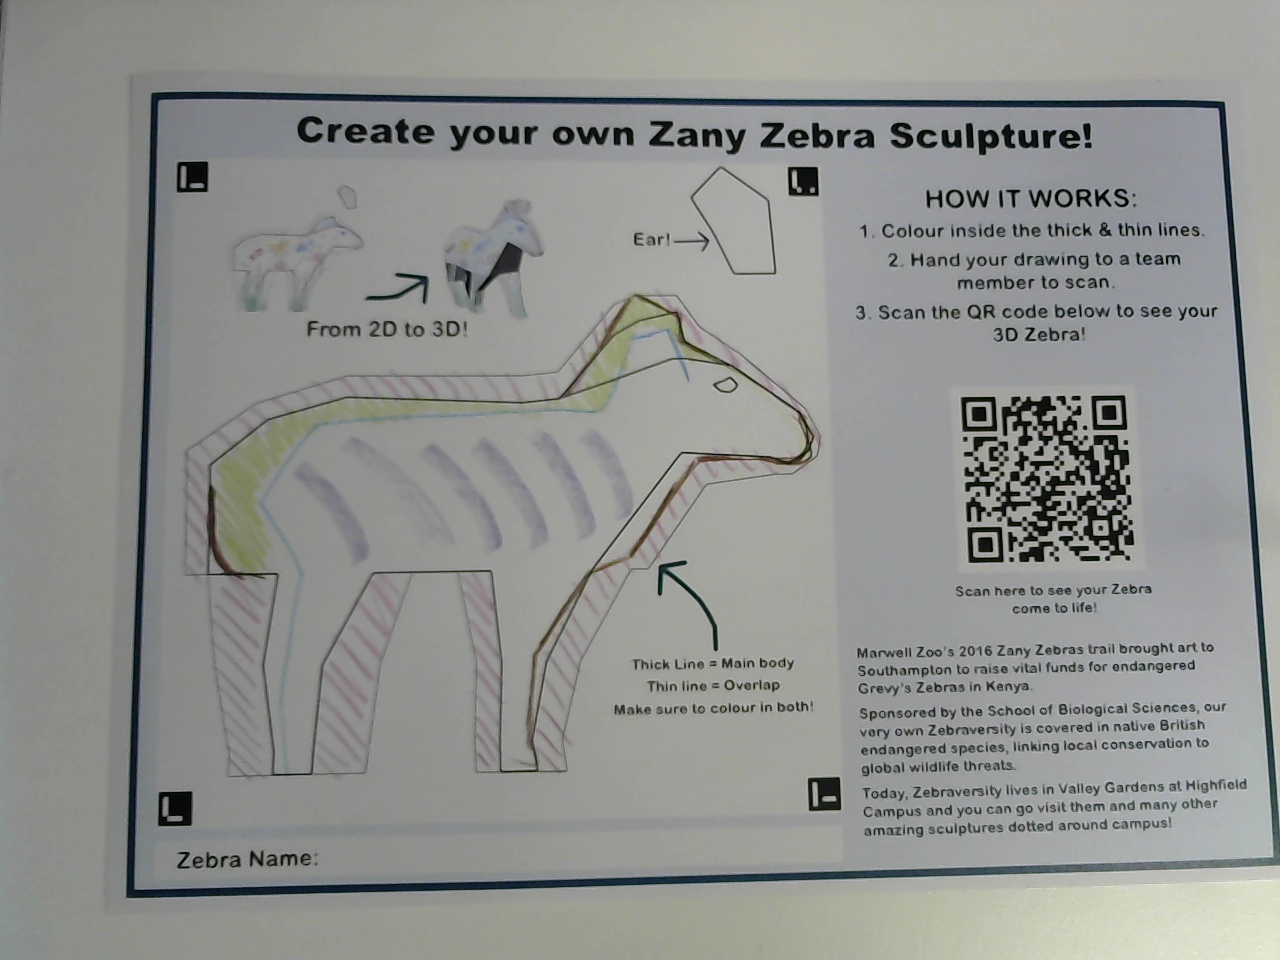 Create your own Zany Zebra Sculpture!
Ear!
From 2D to 3D!
Thick Line = Main body
Thin line = Overlap
Make sure to colour in both!
Zebra Name:
HOW IT WORKS:
1. Colour inside the thick & thin lines.
2. Hand your drawing to a team
member to scan.
3. Scan the QR code below to see your
3D Zebra!
Scan here to see your Zebra
come to life!
Marwell Zoo's 2016 Zany Zebras trail brought art to
Southampton to raise vital funds for endangered
Grevy's Zebras in Kenya.
Sponsored by the School of Biological Sciences, our
very own Zebraversity is covered in native British
endangered species, linking local conservation to
global wildlife threats.
Today, Zebraversity lives in Valley Gardens at Highfield
Campus and you can go visit them and many other
amazing sculptures dotted around campus!